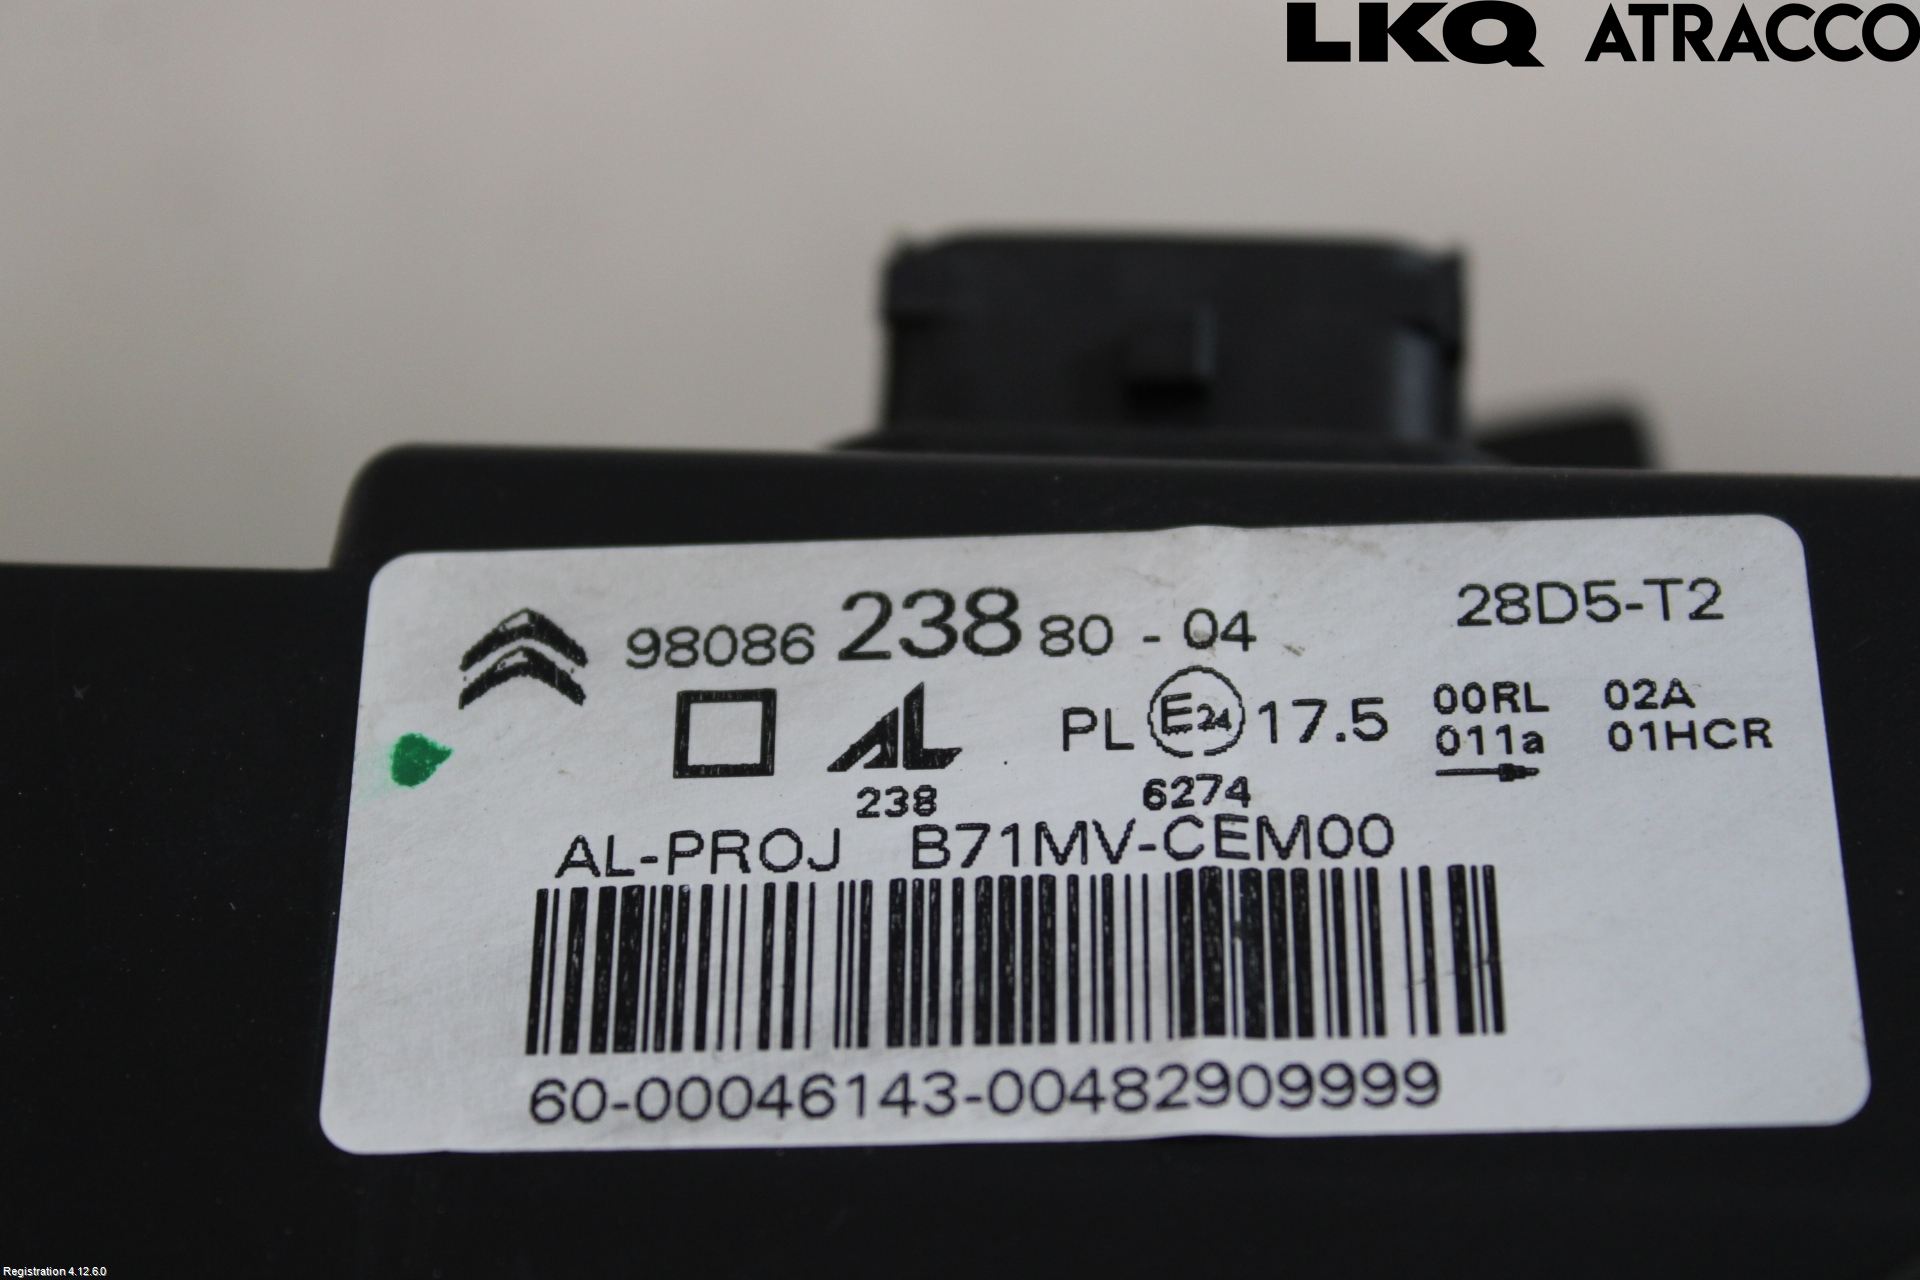 LKQ ATRACCO
98086 238 80 - 04 28D5-T2
AL PL E24 17.5 00RL 02A
011a 01HCR
238 6274
AL-PROJ B71MV-CEM00
60-00046143-00482909999
Registration 4.12.6.0